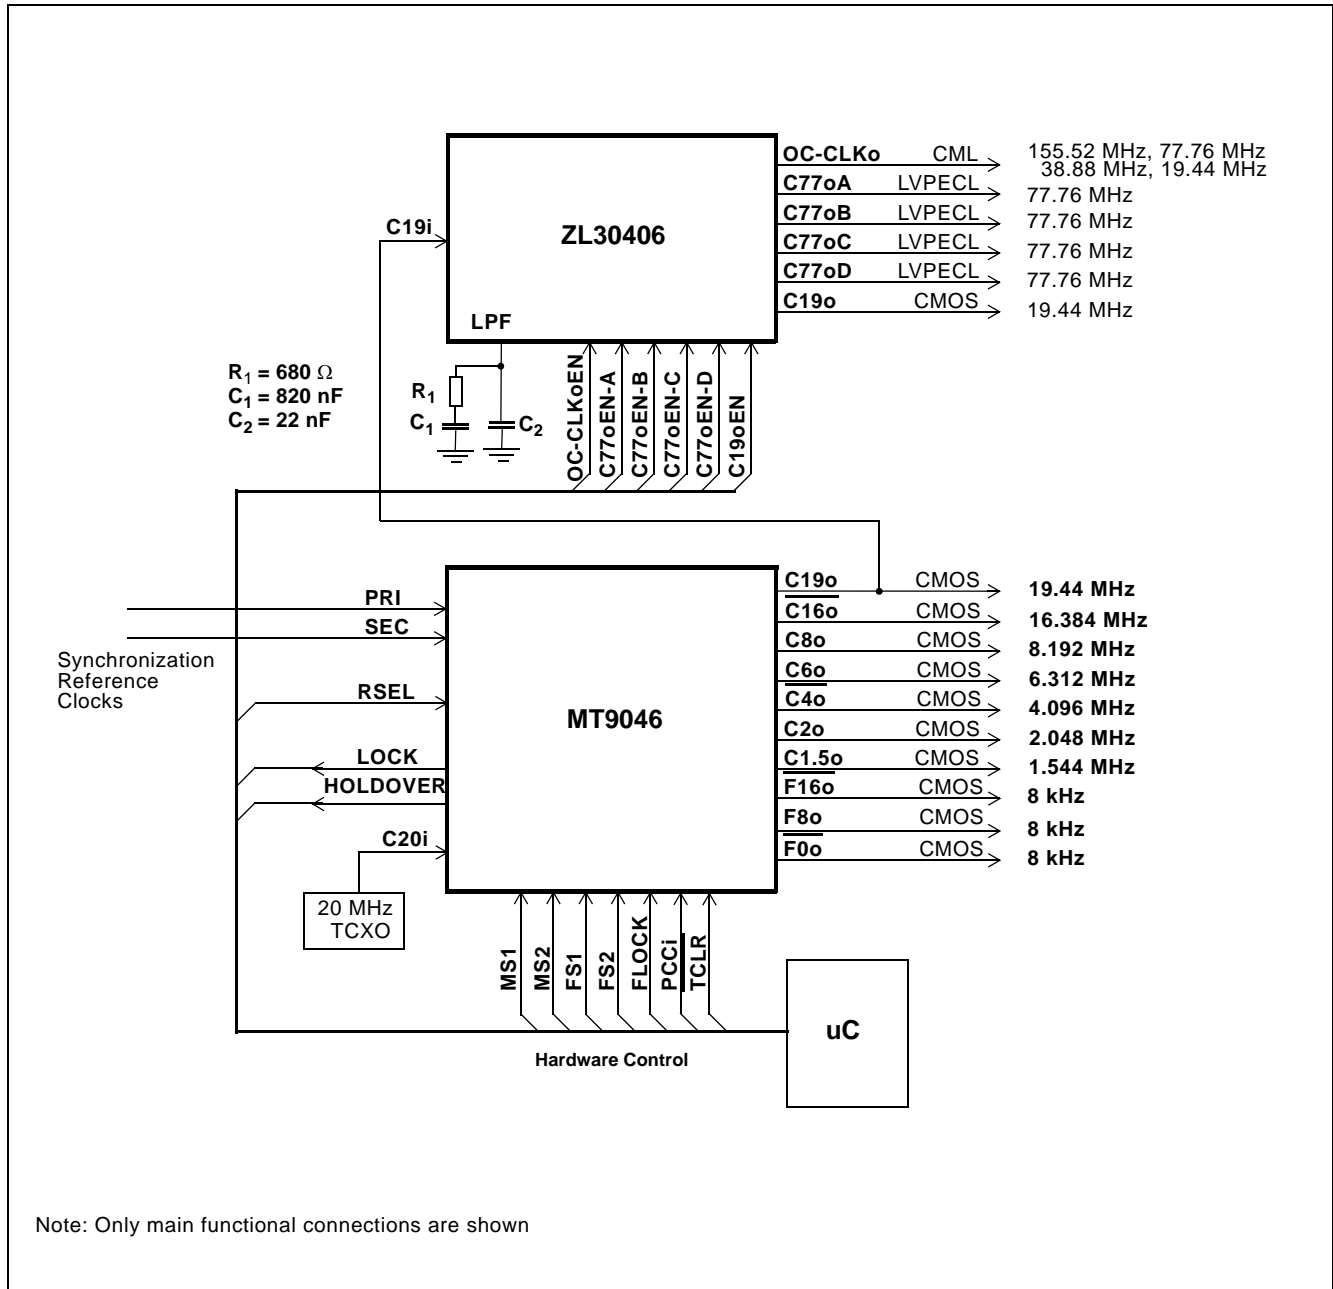 OC-CLKo CML 155.52 MHz, 77.76 MHz
38.88 MHz, 19.44 MHz
C77oA LVPECL 77.76 MHz
C77oB LVPECL 77.76 MHz
C19i
ZL30406
C77oC LVPECL 77.76 MHz
C77oD LVPECL 77.76 MHz
C19o CMOS 19.44 MHz
LPF
R1 = 680 Ω
C1 = 820 nF
C2 = 22 nF
R1
C1
C2
OC-CLKoEN
C77oEN-A
C77oEN-B
C77oEN-C
C77oEN-D
C19oEN
C19o CMOS 19.44 MHz
PRI
C16o CMOS 16.384 MHz
SEC
C8o CMOS 8.192 MHz
Synchronization
Reference
Clocks
C6o CMOS 6.312 MHz
RSEL
C4o CMOS 4.096 MHz
MT9046
C2o CMOS 2.048 MHz
LOCK
C1.5o CMOS 1.544 MHz
HOLDOVER
F16o CMOS 8 kHz
F8o CMOS 8 kHz
C20i
F0o CMOS 8 kHz
20 MHz
TCXO
MS1
MS2
FS1
FS2
FLOCK
PCCi
TCLR
uC
Hardware Control
Note: Only main functional connections are shown